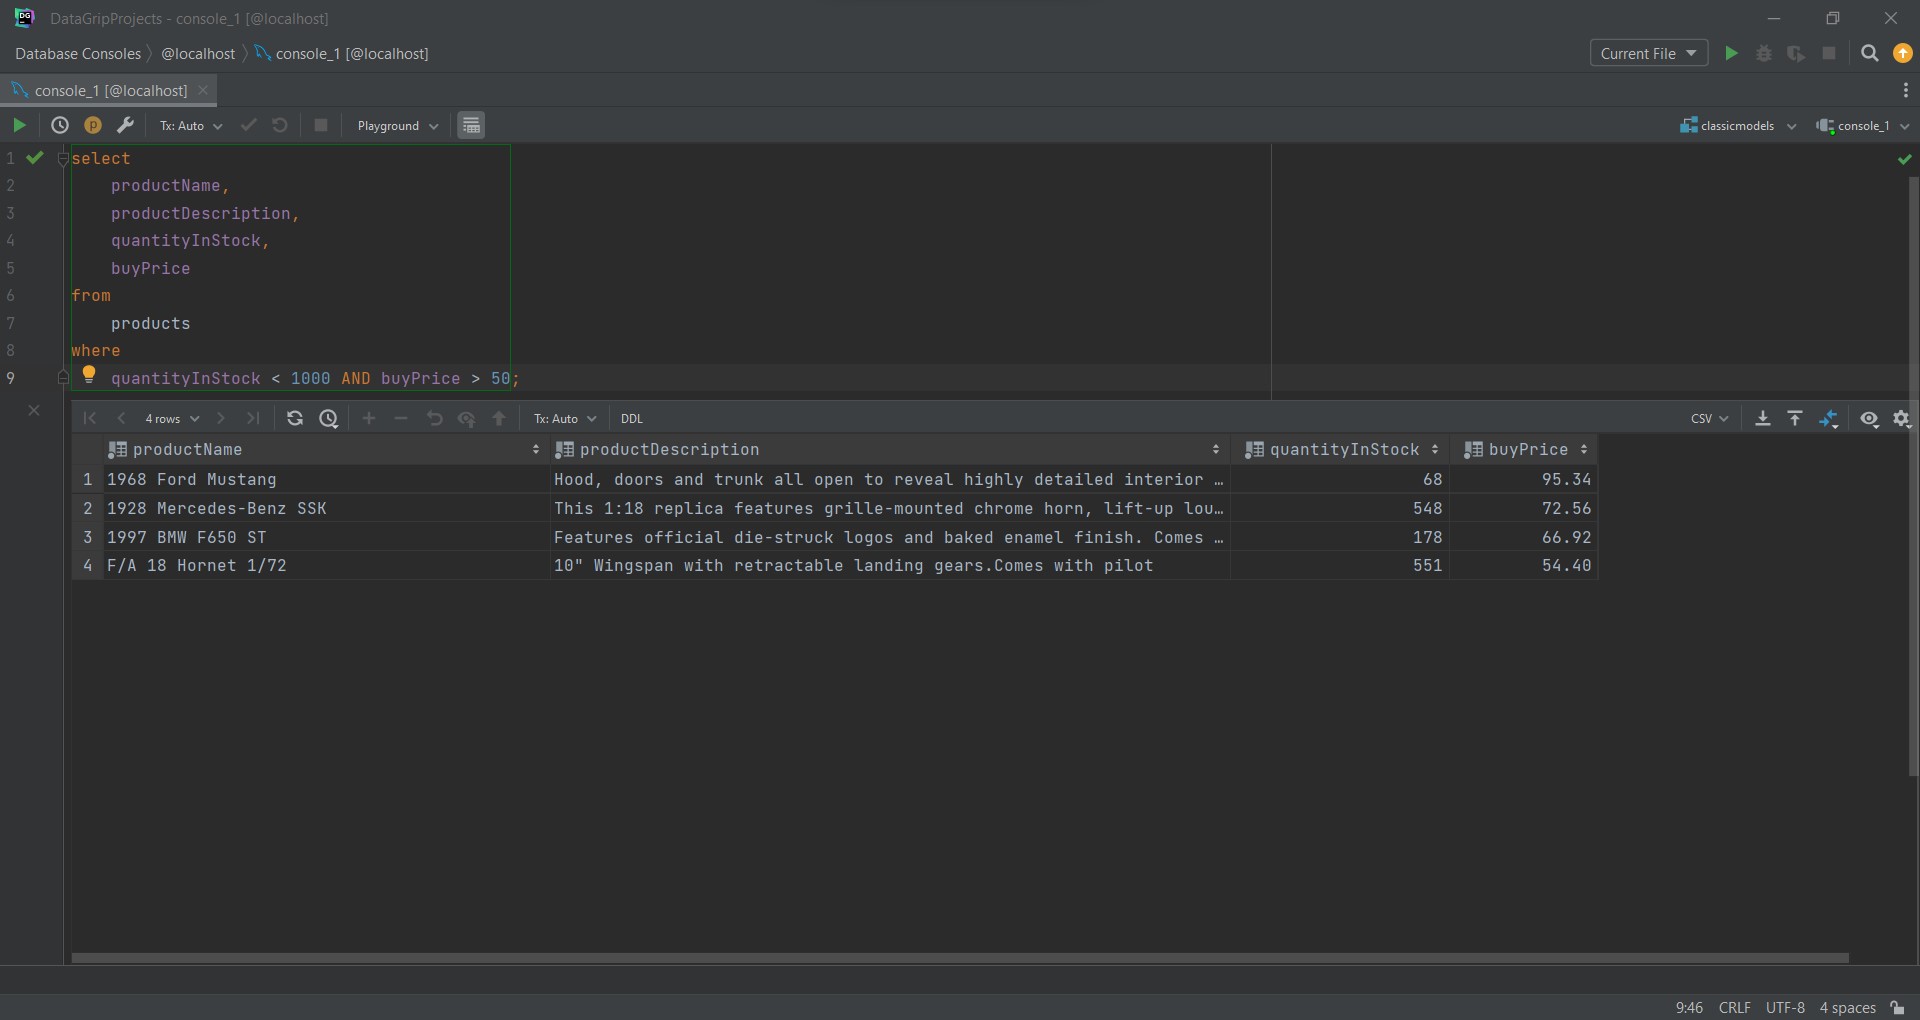 DG DataGripProjects - console_1 [@localhost]
Database Consoles @localhost console_1 [@localhost] Current File
console_1 [@localhost]
p Tx: Auto Playground classicmodels console_1
1 select
2 productName,
3 productDescription,
4 quantityInStock,
5 buyPrice
6 from
7 products
8 where
9 quantityInStock < 1000 AND buyPrice > 50;
4 rows Tx: Auto DDL CSV
productName productDescription quantityInStock buyPrice
1 1968 Ford Mustang Hood, doors and trunk all open to reveal highly detailed interior … 68 95.34
2 1928 Mercedes-Benz SSK This 1:18 replica features grille-mounted chrome horn, lift-up lou… 548 72.56
3 1997 BMW F650 ST Features official die-struck logos and baked enamel finish. Comes … 178 66.92
4 F/A 18 Hornet 1/72 10" Wingspan with retractable landing gears.Comes with pilot 551 54.40
9:46 CRLF UTF-8 4 spaces